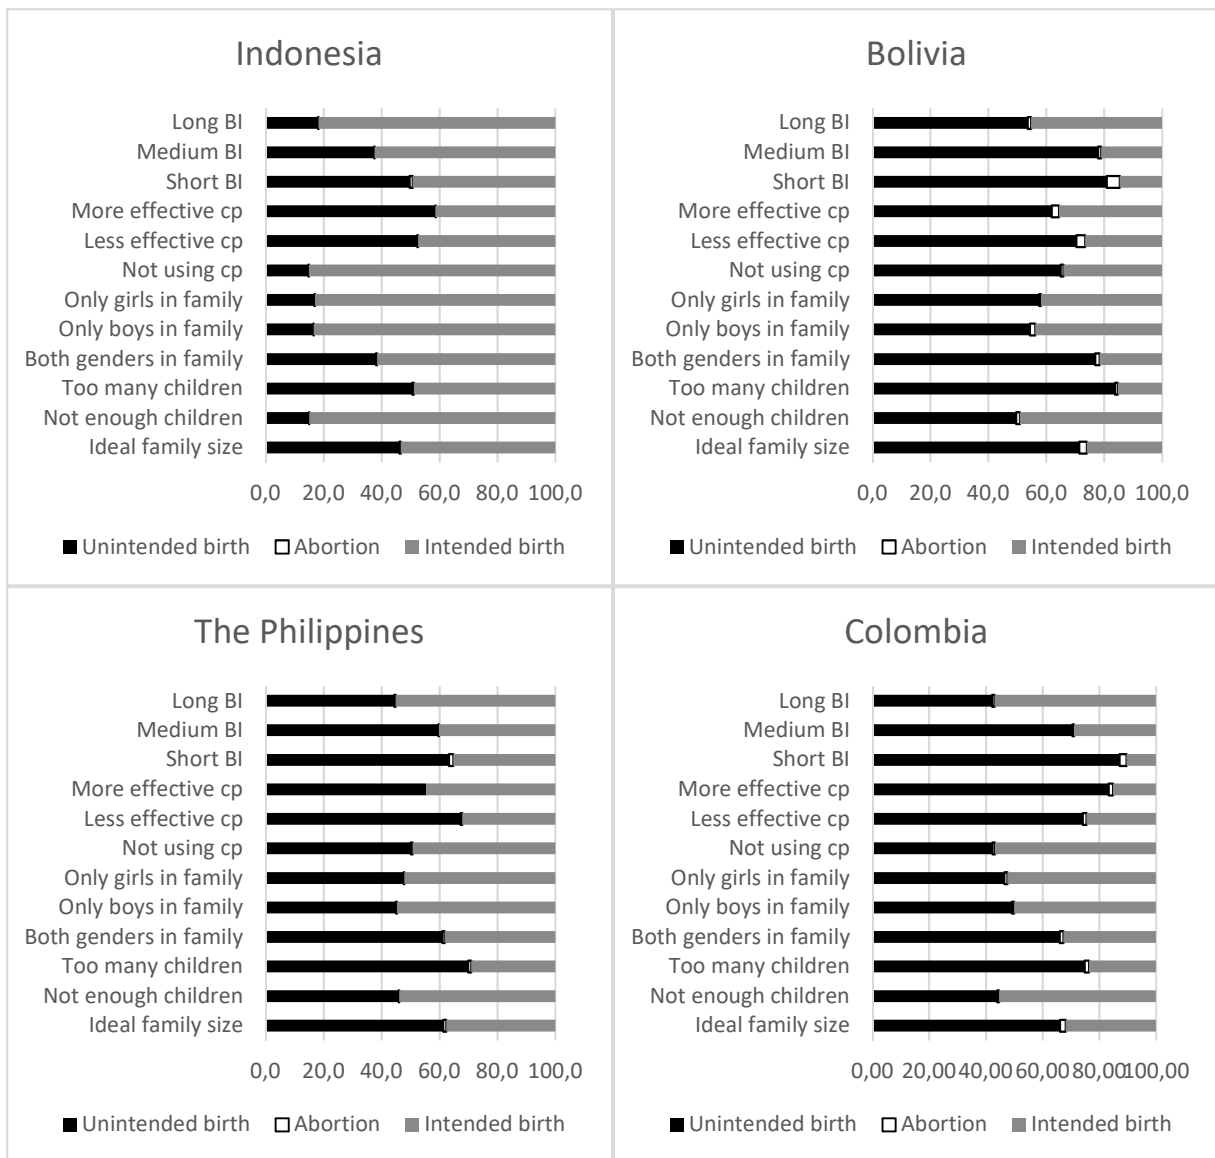 Indonesia
Long BI
Medium BI
Short BI
More effective cp
Less effective cp
Not using cp
Only girls in family
Only boys in family
Both genders in family
Too many children
Not enough children
Ideal family size
0,0 20,0 40,0 60,0 80,0 100,0
Unintended birth Abortion Intended birth
Bolivia
Long BI
Medium BI
Short BI
More effective cp
Less effective cp
Not using cp
Only girls in family
Only boys in family
Both genders in family
Too many children
Not enough children
Ideal family size
0,0 20,0 40,0 60,0 80,0 100,0
Unintended birth Abortion Intended birth
The Philippines
Long BI
Medium BI
Short BI
More effective cp
Less effective cp
Not using cp
Only girls in family
Only boys in family
Both genders in family
Too many children
Not enough children
Ideal family size
0,0 20,0 40,0 60,0 80,0 100,0
Unintended birth Abortion Intended birth
Colombia
Long BI
Medium BI
Short BI
More effective cp
Less effective cp
Not using cp
Only girls in family
Only boys in family
Both genders in family
Too many children
Not enough children
Ideal family size
0,00 20,00 40,00 60,00 80,00 100,00
Unintended birth Abortion Intended birth